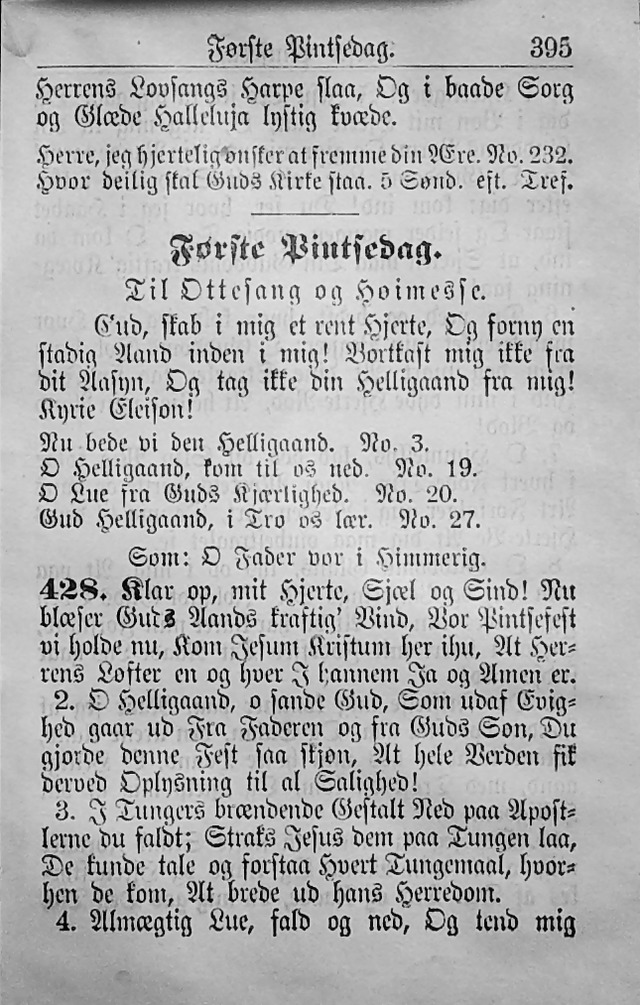 Første Pintsedag. 395
Herrens Lovsangs Harpe slaa, Og i baade Sorg
og Glæde Halleluja lystig kvæde.
Herre, jeg hjertelig ønsker at fremme din Ære. No. 232.
Hvor deilig skal Guds Kirke staa. 5 Sønd. eft. Tref.
Første Pintsedag.
Til Ottesang og Høimesse.
Gud, skab i mig et rent Hjerte, Og forny en
stadig Aand inden i mig! Bortkast mig ikke fra
dit Aasyn, Og tag ikke din Helligaand fra mig!
Kyrie Eleison!
Nu bede vi den Helligaand. No. 3.
O Helligaand, kom til os ned. No. 19.
O Lue fra Guds Kjærlighed. No. 20.
Gud Helligaand, i Tro os lær. No. 27.
Som: O Fader vor i Himmerig.
428. Klar op, mit Hjerte, Sjæl og Sind! Nu
blæser Guds Aands kraftig' Vind, Vor Pintsefest
vi holde nu, Kom Jesum Kristum her ihu, At Her-
rens Løfter en og hver I hannem Ja og Amen er.
2. O Helligaand, o sande Gud, Som udaf Evig-
hed gaar ud Fra Faderen og fra Guds Søn, Du
gjorde denne Fest saa skjøn, At hele Verden fik
derved Oplysning til al Salighed!
3. I Tungers brændende Gestalt Ned paa Apost-
lerne du faldt; Straks Jesus dem paa Tungen laa,
De kunde tale og forstaa Hvert Tungemaal, hvor-
hen de kom, At brede ud hans Herredom.
4. Almægtig Lue, fald og ned, Og tend mig